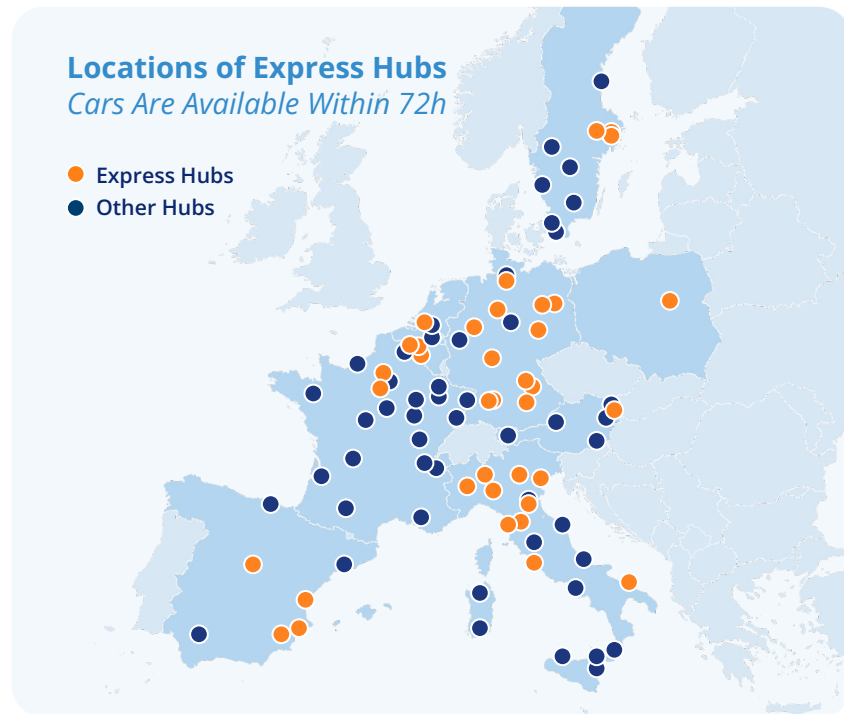 Locations of Express Hubs
Cars Are Available Within 72h
Express Hubs
Other Hubs